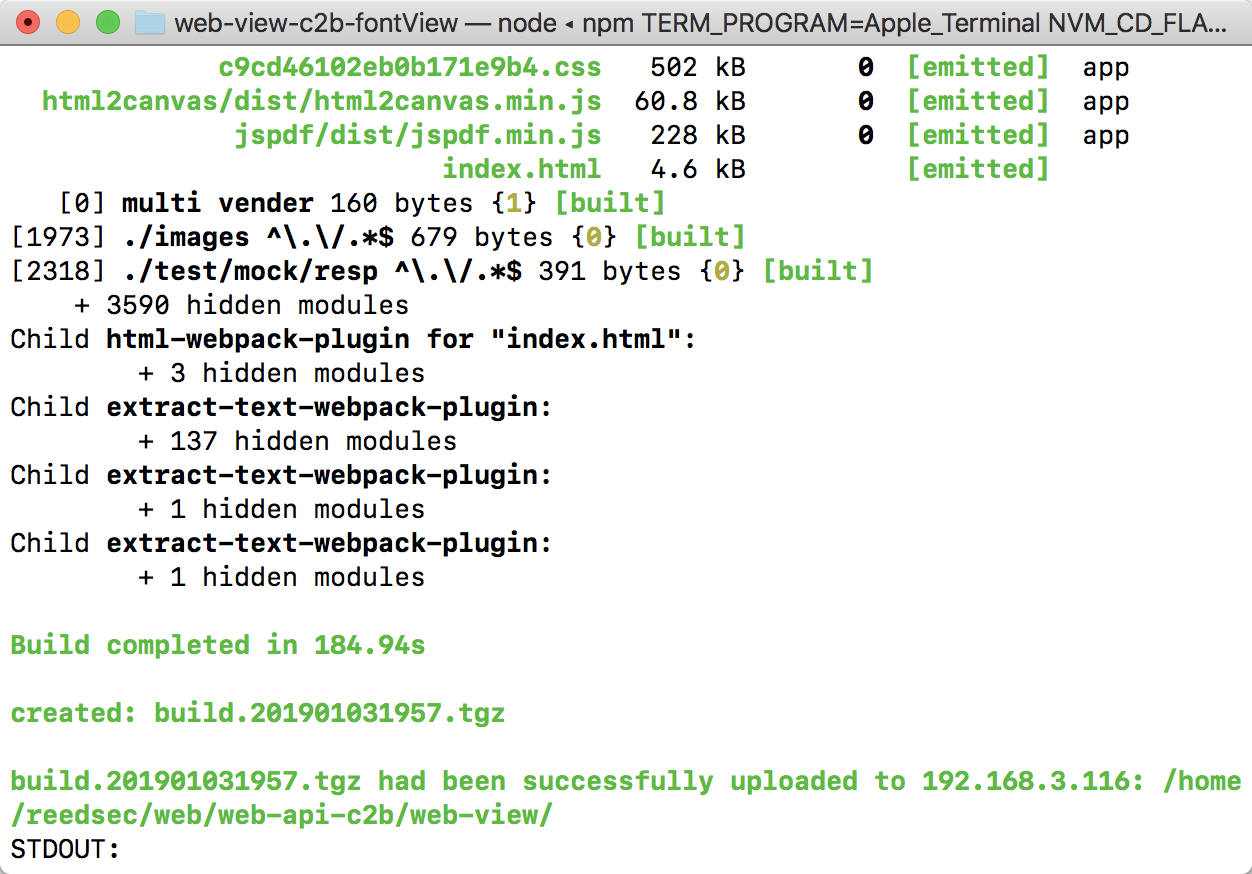 web-view-c2b-fontView — node ◂ npm TERM_PROGRAM=Apple_Terminal NVM_CD_FLA...
c9cd46102eb0b171e9b4.css 502 kB 0 [emitted] app
html2canvas/dist/html2canvas.min.js 60.8 kB 0 [emitted] app
jspdf/dist/jspdf.min.js 228 kB 0 [emitted] app
index.html 4.6 kB [emitted]
[0] multi vender 160 bytes {1} [built]
[1973] ./images ^\.\/.*$ 679 bytes {0} [built]
[2318] ./test/mock/resp ^\.\/.*$ 391 bytes {0} [built]
+ 3590 hidden modules
Child html-webpack-plugin for "index.html":
+ 3 hidden modules
Child extract-text-webpack-plugin:
+ 137 hidden modules
Child extract-text-webpack-plugin:
+ 1 hidden modules
Child extract-text-webpack-plugin:
+ 1 hidden modules
Build completed in 184.94s
created: build.201901031957.tgz
build.201901031957.tgz had been successfully uploaded to 192.168.3.116: /home
/reedsec/web/web-api-c2b/web-view/
STDOUT: